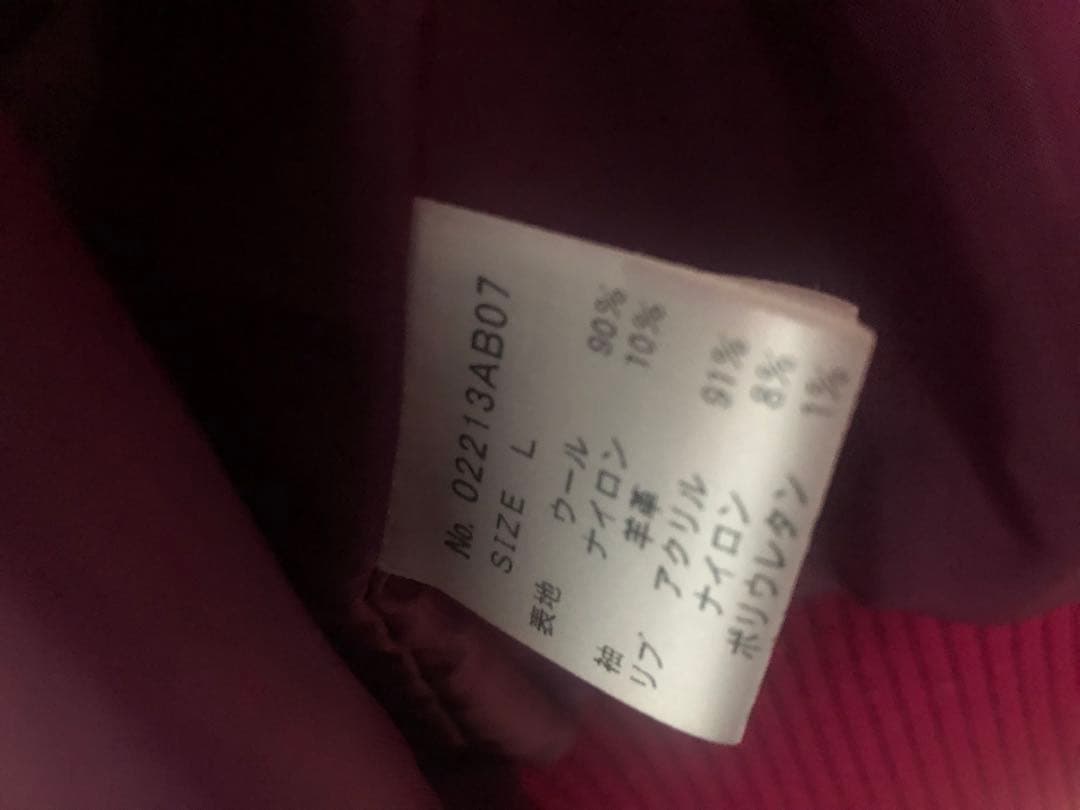 No. 02213AB07
SIZE L
表地 ウール 90%
ナイロン 10%
袖 羊革
リブ アクリル 91%
ナイロン 8%
ポリウレタン 1%